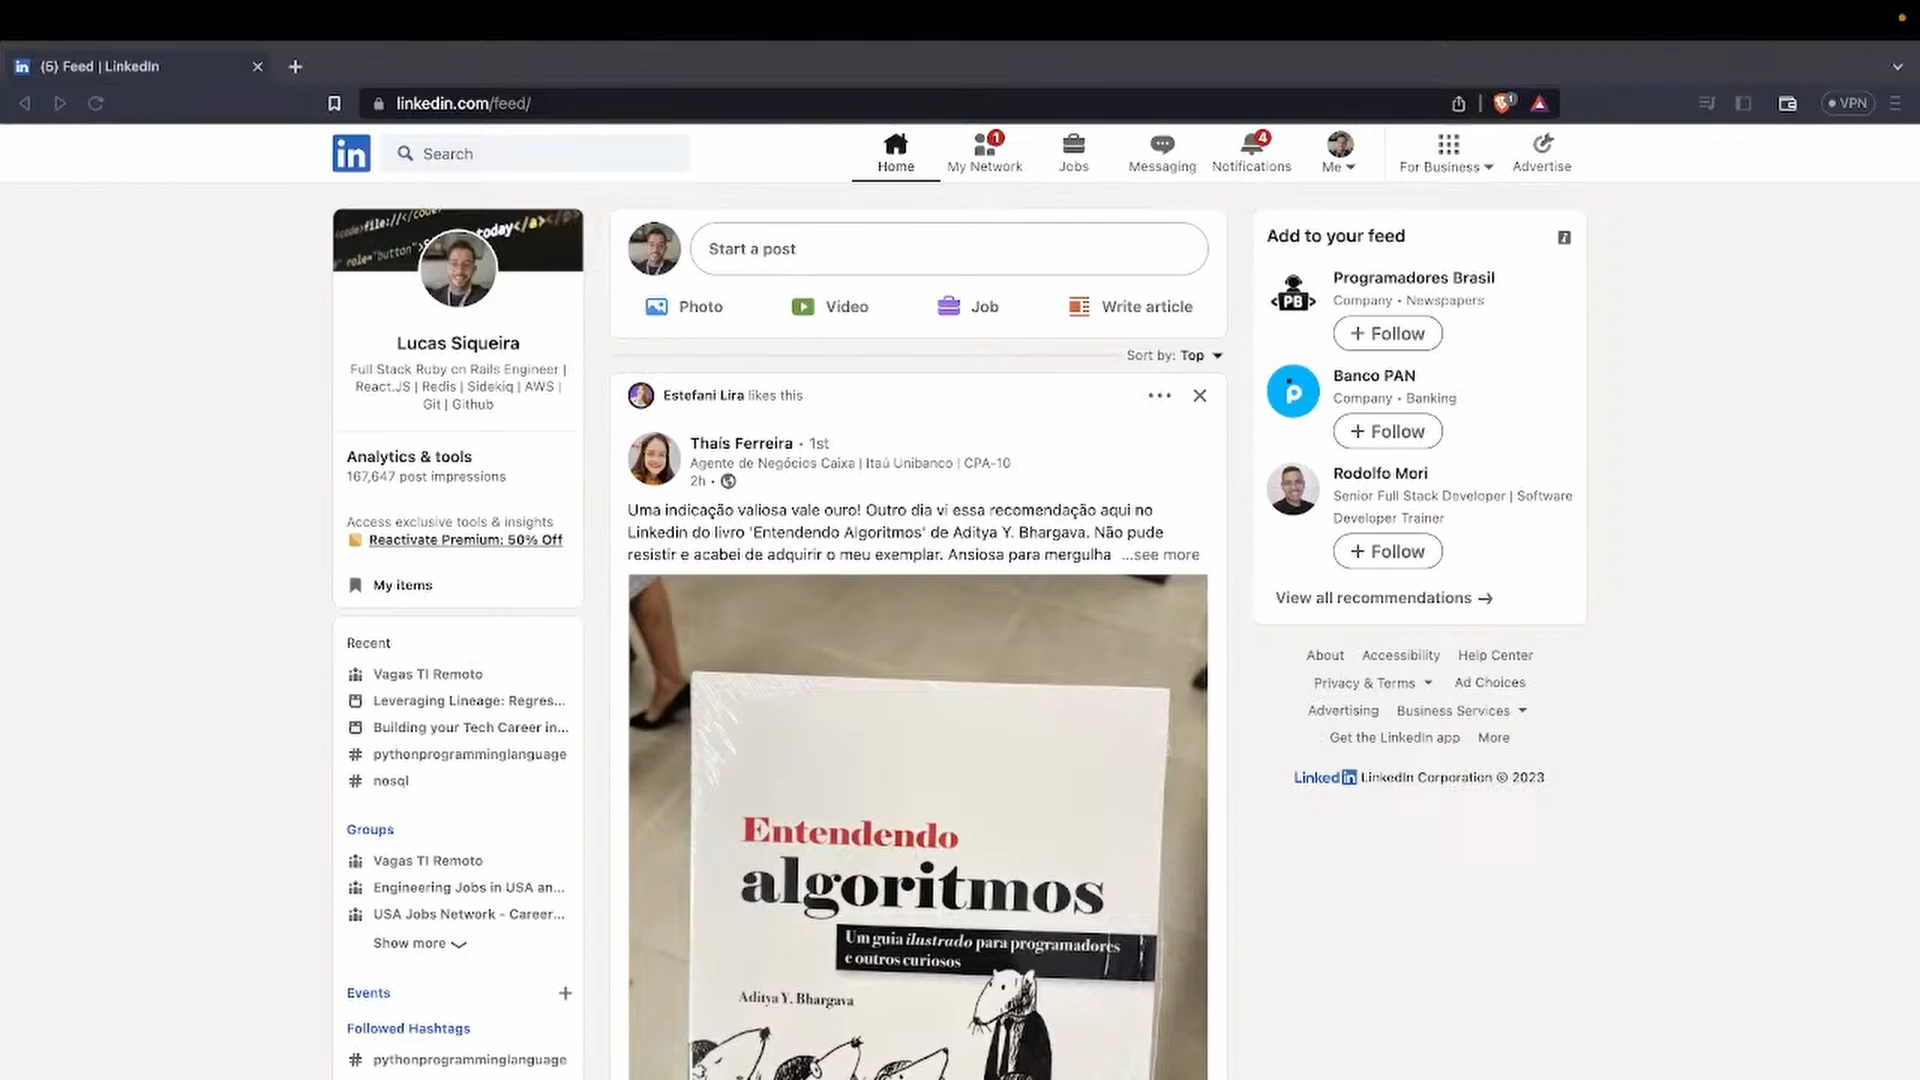 (5) Feed | LinkedIn
linkedin.com/feed/
VPN
in
Search
Home
1
My Network
Jobs
Messaging
4
Notifications
Me
For Business
Advertise
Lucas Siqueira
Full Stack Ruby on Rails Engineer |
React.JS | Redis | Sidekiq | AWS |
Git | Github
Analytics & tools
167,647 post impressions
Access exclusive tools & insights
Reactivate Premium: 50% Off
My items
Recent
Vagas TI Remoto
Leveraging Lineage: Regres...
Building your Tech Career in...
# pythonprogramminglanguage
# nosql
Groups
Vagas TI Remoto
Engineering Jobs in USA an...
USA Jobs Network - Career...
Show more
Events +
Followed Hashtags
# pythonprogramminglanguage
Start a post
Photo
Video
Job
Write article
Sort by: Top
Estefani Lira likes this
Thaís Ferreira • 1st
Agente de Negócios Caixa | Itaú Unibanco | CPA-10
2h •
Uma indicação valiosa vale ouro! Outro dia vi essa recomendação aqui no
Linkedin do livro 'Entendendo Algoritmos' de Aditya Y. Bhargava. Não pude
resistir e acabei de adquirir o meu exemplar. Ansiosa para mergulha ...see more
Entendendo
algoritmos
Um guia ilustrado para programadores
e outros curiosos
Aditya Y. Bhargava
Add to your feed
<PB>
Programadores Brasil
Company • Newspapers
+ Follow
Banco PAN
Company • Banking
+ Follow
Rodolfo Mori
Senior Full Stack Developer | Software
Developer Trainer
+ Follow
View all recommendations →
About Accessibility Help Center
Privacy & Terms Ad Choices
Advertising Business Services
Get the LinkedIn app More
LinkedIn LinkedIn Corporation © 2023